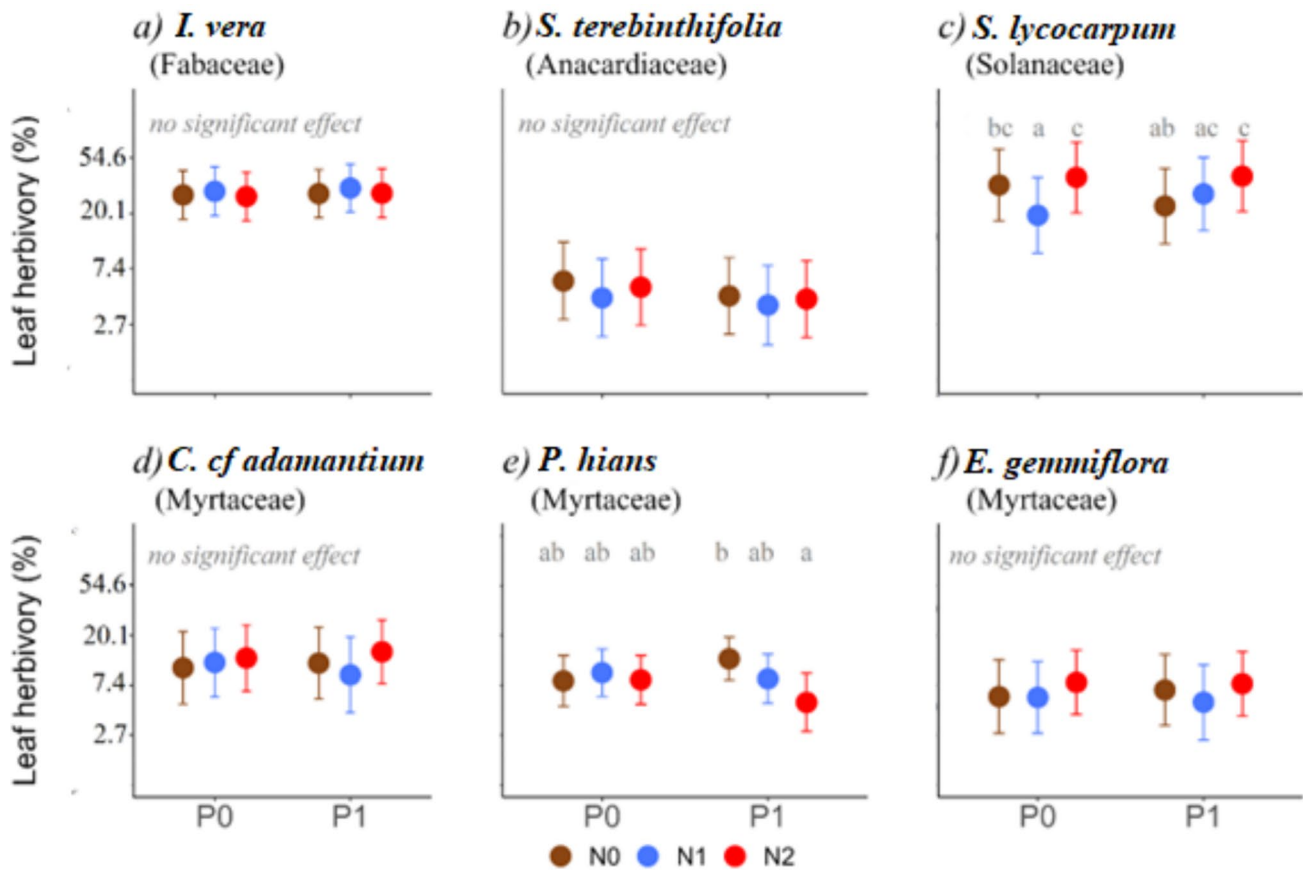 a) I. vera
(Fabaceae)
b) S. terebinthifolia
(Anacardiaceae)
c) S. lycocarpum
(Solanaceae)
Leaf herbivory (%)
54.6
20.1
7.4
2.7
no significant effect
no significant effect
bc a c ab ac c
d) C. cf adamantium
(Myrtaceae)
e) P. hians
(Myrtaceae)
f) E. gemmiflora
(Myrtaceae)
Leaf herbivory (%)
54.6
20.1
7.4
2.7
no significant effect
ab ab ab b ab a
no significant effect
P0 P1
P0 P1
P0 P1
N0 N1 N2